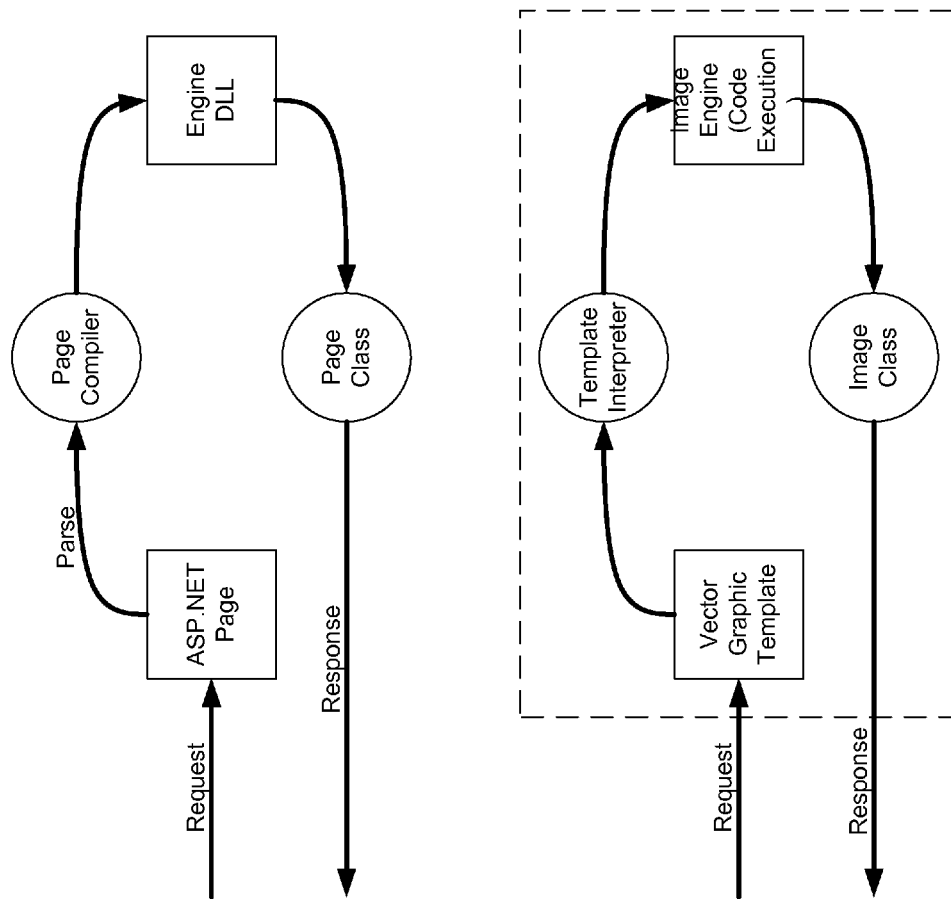 Request
ASP.NET
Page
Parse
Page
Compiler
Engine
DLL
Page
Class
Response
Request
Vector
Graphic
Template
Template
Interpreter
Image
Engine
(Code
Execution
)
Image
Class
Response